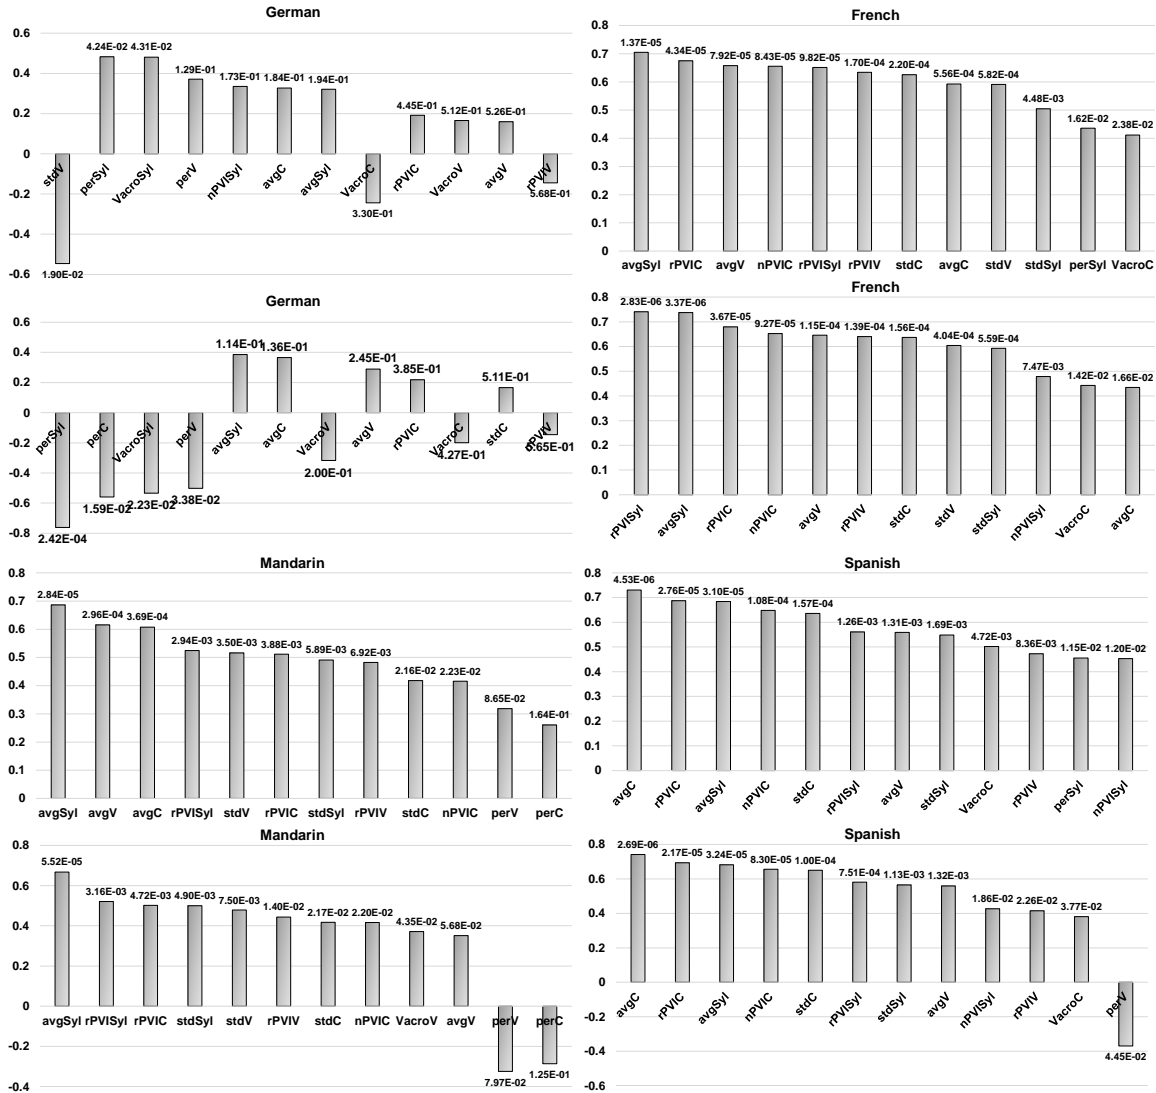 German
0.6
0.4
0.2
0
-0.2
-0.4
-0.6
1.90E-02 4.24E-02 4.31E-02 1.29E-01 1.73E-01 1.84E-01 1.94E-01 3.30E-01 4.45E-01 5.12E-01 5.26E-01 5.68E-01
stdV perSyl VacroSyl perV nPVISyl avgC avgSyl VacroC rPVIC VacroV avgV rPVIV
French
0.8
0.7
0.6
0.5
0.4
0.3
0.2
0.1
0
1.37E-05 4.34E-05 7.92E-05 8.43E-05 9.82E-05 1.70E-04 2.20E-04 5.56E-04 5.82E-04 4.48E-03 1.62E-02 2.38E-02
avgSyl rPVIC avgV nPVIC rPVISyl rPVIV stdC avgC stdV stdSyl perSyl VacroC
German
0.6
0.4
0.2
0
-0.2
-0.4
-0.6
-0.8
2.42E-04 1.59E-02 2.23E-02 3.38E-02 1.14E-01 1.36E-01 2.00E-01 2.45E-01 3.85E-01 4.27E-01 5.11E-01 5.65E-01
perSyl perC VacroSyl perV avgSyl avgC VacroV avgV rPVIC VacroC stdC
French
0.8
0.7
0.6
0.5
0.4
0.3
0.2
0.1
0
2.83E-06 3.37E-06 3.67E-05 9.27E-05 1.15E-04 1.39E-04 1.56E-04 4.04E-04 5.59E-04 7.47E-03 1.42E-02 1.66E-02
rPVISyl avgSyl rPVIC nPVIC avgV rPVIV stdC stdV stdSyl nPVISyl VacroC avgC
Mandarin
0.8
0.7
0.6
0.5
0.4
0.3
0.2
0.1
0
2.84E-05 2.96E-04 3.69E-04 2.94E-03 3.50E-03 3.88E-03 5.89E-03 6.92E-03 2.16E-02 2.23E-02 8.65E-02 1.64E-01
avgSyl avgV avgC rPVISyl stdV rPVIC stdSyl rPVIV stdC nPVIC perV perC
Spanish
0.8
0.7
0.6
0.5
0.4
0.3
0.2
0.1
0
4.53E-06 2.76E-05 3.10E-05 1.08E-04 1.57E-04 1.26E-03 1.31E-03 1.69E-03 4.72E-03 8.36E-03 1.15E-02 1.20E-02
avgC rPVIC avgSyl nPVIC stdC rPVISyl avgV stdSyl VacroC rPVIV perSyl nPVISyl
Mandarin
0.8
0.6
0.4
0.2
0
-0.2
-0.4
5.52E-05 3.16E-03 4.72E-03 4.90E-03 7.50E-03 1.40E-02 2.17E-02 2.20E-02 4.35E-02 5.68E-02 7.97E-02 1.25E-01
avgSyl rPVISyl rPVIC stdSyl stdV rPVIV stdC nPVIC VacroV avgV perV perC
Spanish
0.8
0.6
0.4
0.2
0
-0.2
-0.4
-0.6
2.69E-06 2.17E-05 3.24E-05 8.30E-05 1.00E-04 7.51E-04 1.13E-03 1.32E-03 1.86E-02 2.26E-02 3.77E-02 4.45E-02
avgC rPVIC avgSyl nPVIC stdC rPVISyl stdSyl avgV nPVISyl rPVIV VacroC perV